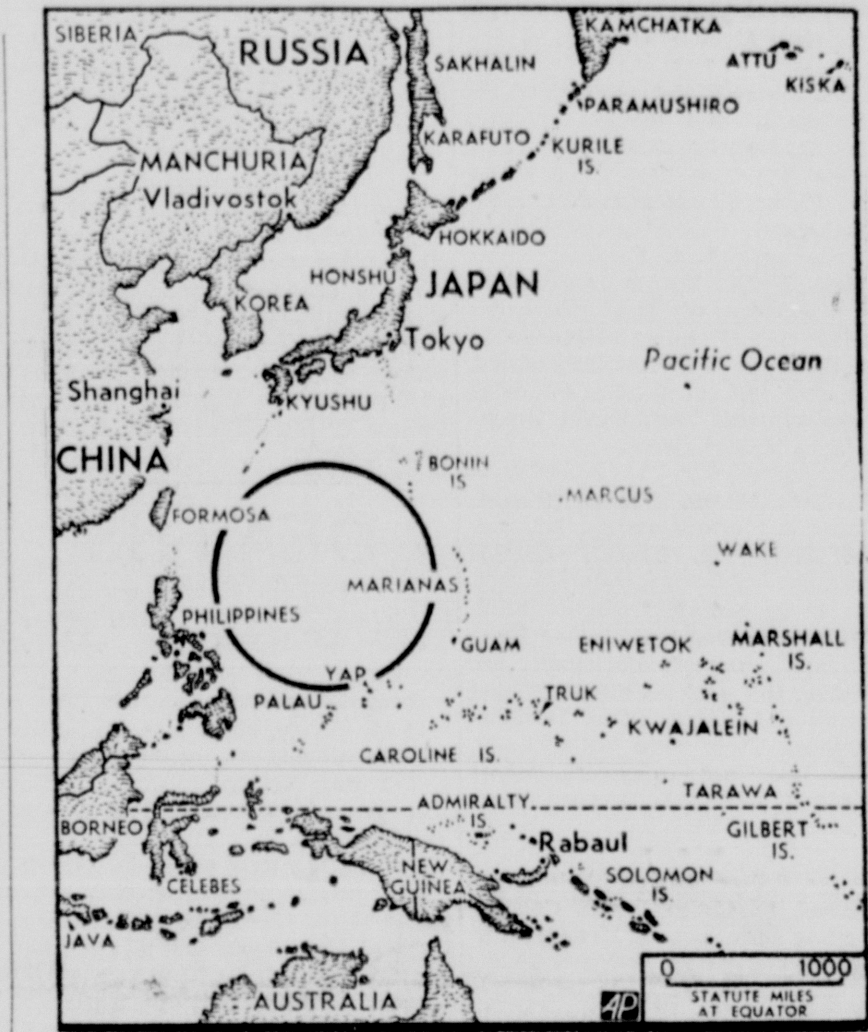 SIBERIA
RUSSIA
KAMCHATKA
SAKHALIN
ATTU
KISKA
PARAMUSHIRO
KARAFUTO
KURILE
IS.
MANCHURIA
Vladivostok
HOKKAIDO
HONSHU
JAPAN
KOREA
Tokyo
Pacific Ocean
Shanghai
KYUSHU
CHINA
BONIN
IS
MARCUS
FORMOSA
WAKE
MARIANAS
PHILIPPINES
GUAM
ENIWETOK
MARSHALL
IS.
YAP
PALAU
TRUK
KWAJALEIN
CAROLINE IS.
TARAWA
ADMIRALTY
IS
BORNEO
Rabaul
GILBERT
IS.
NEW
GUINEA
CELEBES
SOLOMON
IS.
JAVA
AUSTRALIA
AP
0 1000
STATUTE MILES
AT EQUATOR